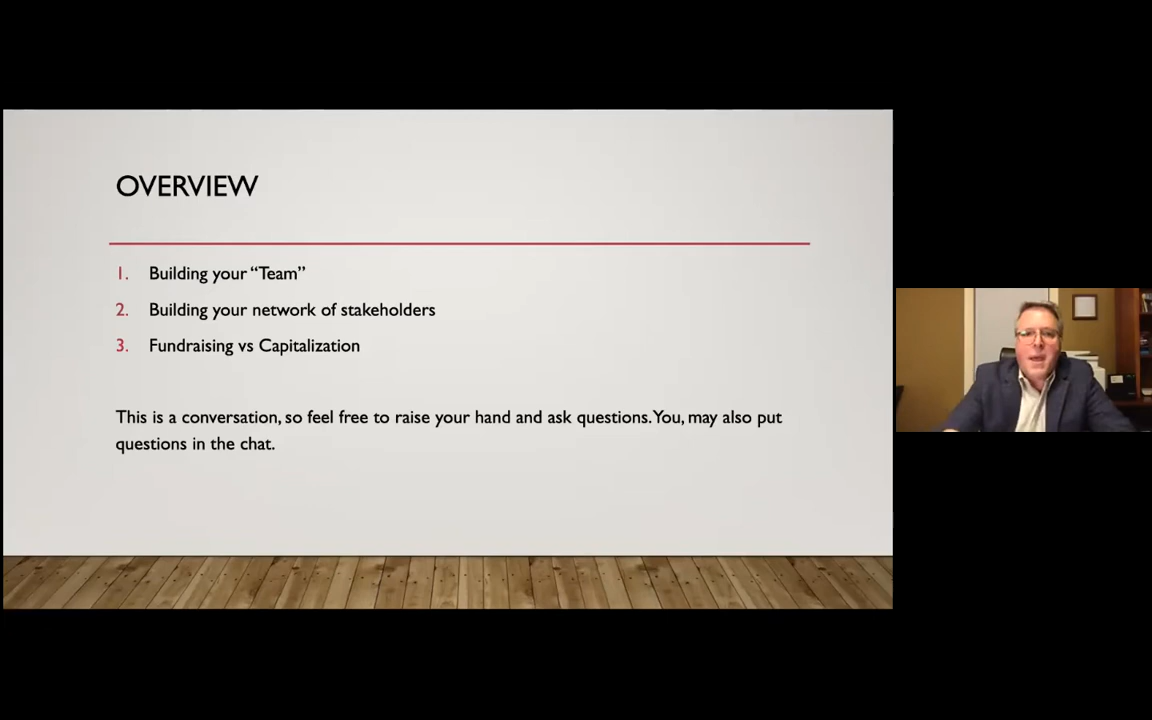 OVERVIEW
1. Building your “Team”
2. Building your network of stakeholders
3. Fundraising vs Capitalization
This is a conversation, so feel free to raise your hand and ask questions. You, may also put
questions in the chat.